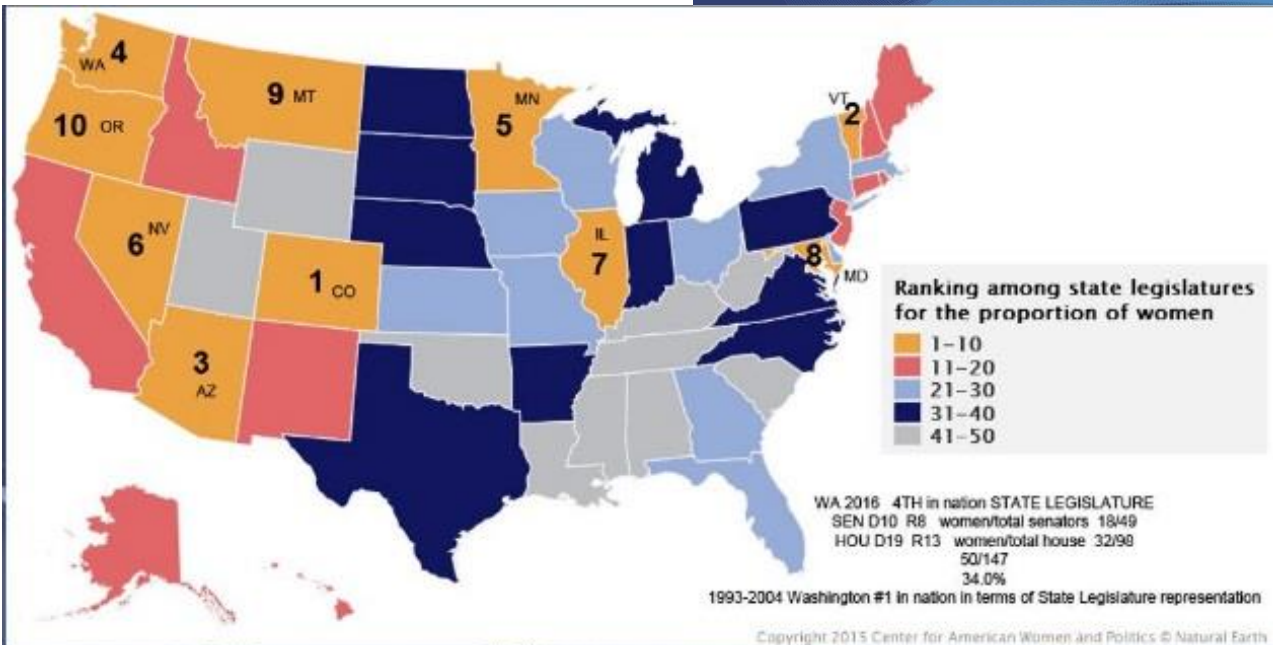 WA 4
9 MT
MN
5
VT
2
10 OR
NV
6
IL
7
8
MD
1 CO
3
AZ
Ranking among state legislatures
for the proportion of women
1-10
11-20
21-30
31-40
41-50
WA 2016 4TH in nation STATE LEGISLATURE
SEN D10 R8 women/total senators 18/49
HOU D19 R13 women/total house 32/98
50/147
34.0%
1993-2004 Washington #1 in nation in terms of State Legislature representation
Copyright 2015 Center for American Women and Politics © Natural Earth